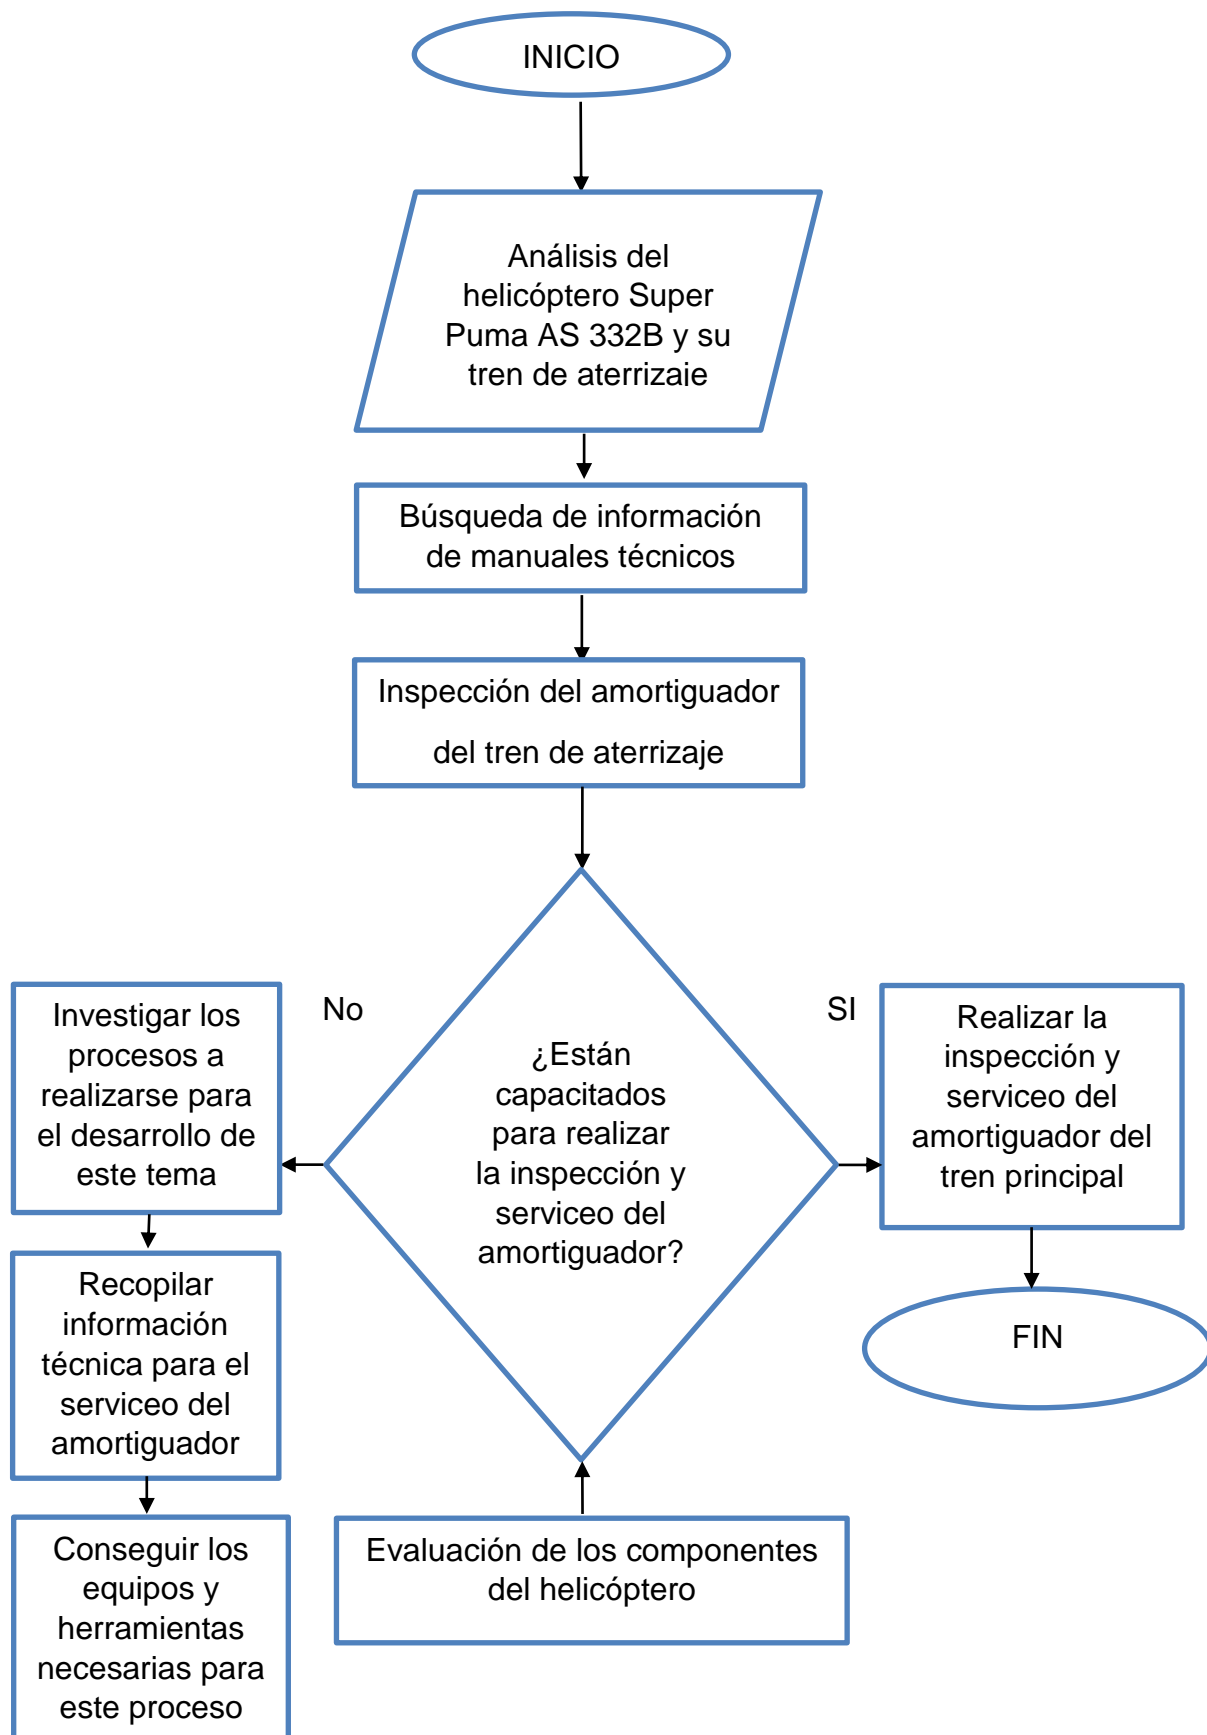 INICIO
Análisis del
helicóptero Super
Puma AS 332B y su
tren de aterrizaje
Búsqueda de información
de manuales técnicos
Inspección del amortiguador
del tren de aterrizaje
No
SI
Investigar los
procesos a
realizarse para
el desarrollo de
este tema
¿Están
capacitados
para realizar
la inspección y
serviceo del
amortiguador?
Realizar la
inspección y
serviceo del
amortiguador del
tren principal
Recopilar
información
técnica para el
serviceo del
amortiguador
FIN
Conseguir los
equipos y
herramientas
necesarias para
este proceso
Evaluación de los componentes
del helicóptero